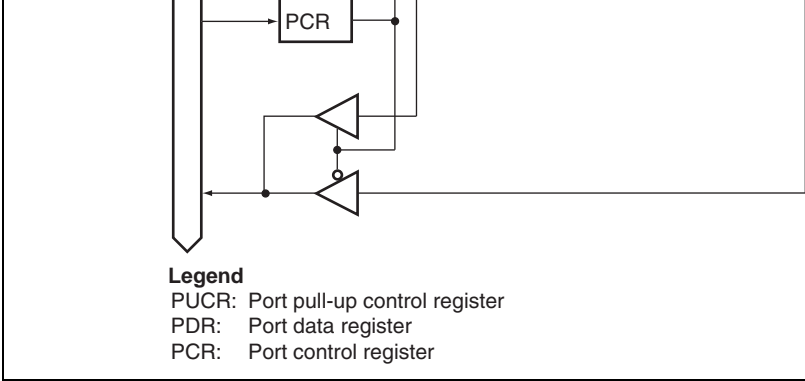 PCR
Legend
PUCR: Port pull-up control register
PDR: Port data register
PCR: Port control register